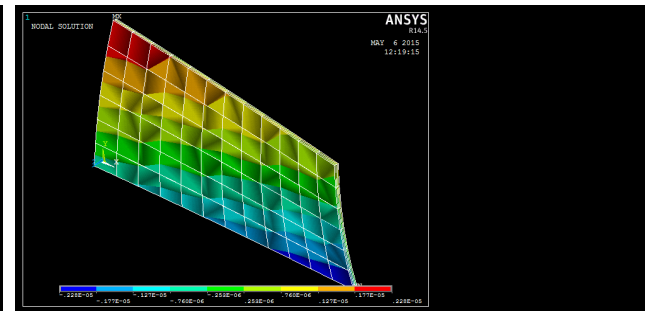 1
NODAL SOLUTION
ANSYS
R14.5
MAY 6 2015
12:19:15
MX
Y
X
-.228E-05 -.127E-05 -.253E-06 .760E-06 .177E-05
-.177E-05 -.760E-06 .253E-06 .127E-05 .228E-05